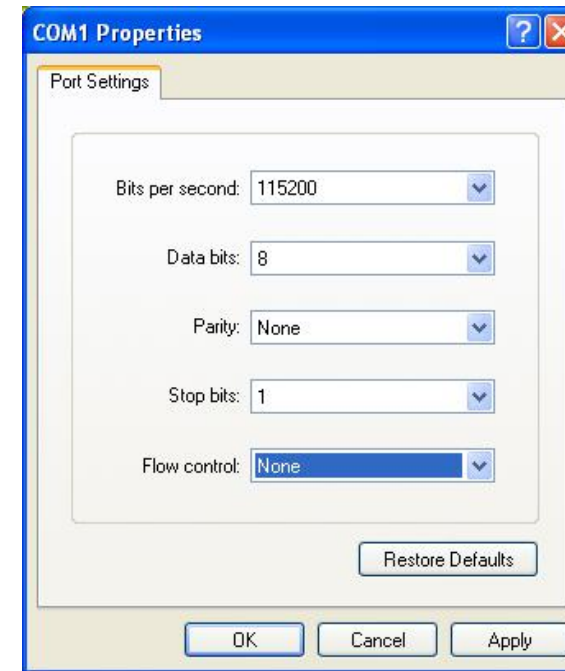 COM1 Properties
Port Settings
Bits per second: 115200
Data bits: 8
Parity: None
Stop bits: 1
Flow control: None
Restore Defaults
OK Cancel Apply